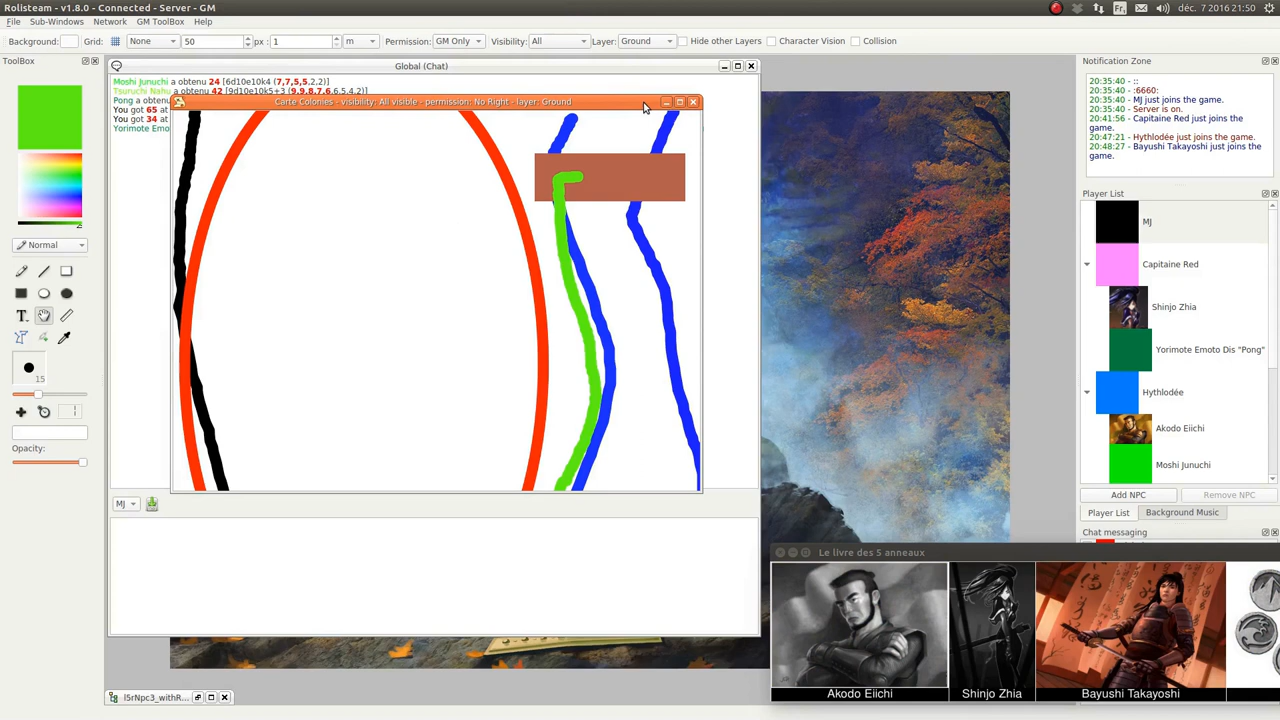 Rolisteam - v1.8.0 - Connected - Server - GM
Fr
déc. 7 2016 21:50
File Sub-Windows Network GM ToolBox Help
Background: Grid: None 50 px : 1 m Permission: GM Only Visibility: All Layer: Ground Hide other Layers Character Vision Collision
ToolBox
Normal
T
15
Opacity:
Global (Chat)
Moshi Junuchi a obtenu 24 [6d10e10k4 (7,7,5,5,2,2)]
Tsuruchi Nahu a obtenu 42 [9d10e10k5+3 (9,9,8,7,6,6,5,4,2)]
Pong a obtenu
You got 65 at
You got 34 at
Yorimote Emo
Carte Colonies - visibility: All visible - permission: No Right - layer: Ground
MJ
l5rNpc3_withR...
Notification Zone
20:35:40 - ::
20:35:40 - :6660:
20:35:40 - MJ just joins the game.
20:35:40 - Server is on.
20:41:56 - Capitaine Red just joins the
game.
20:47:21 - Hythlodée just joins the game.
20:48:27 - Bayushi Takayoshi just joins the
game.
Player List
MJ
Capitaine Red
Shinjo Zhia
Yorimote Emoto Dis "Pong"
Hythlodée
Akodo Eiichi
Moshi Junuchi
Add NPC Remove NPC
Player List Background Music
Chat messaging
Le livre des 5 anneaux
Akodo Eiichi
Shinjo Zhia
Bayushi Takayoshi